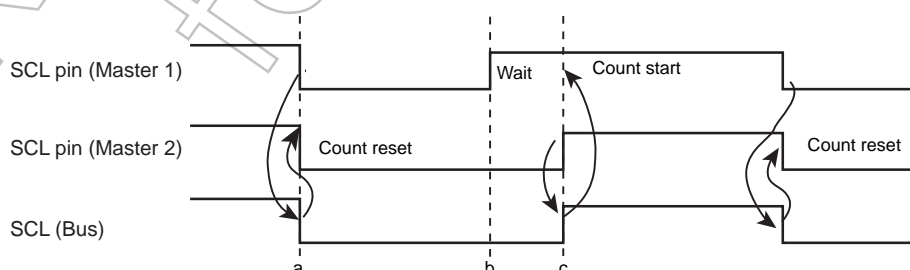 SCL pin (Master 1)
Wait
Count start
SCL pin (Master 2)
Count reset
Count reset
SCL (Bus)
a
b
c